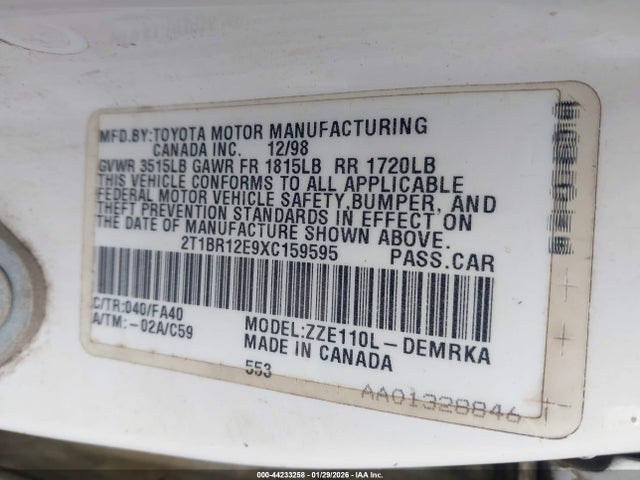 MFD.BY:TOYOTA MOTOR MANUFACTURING
CANADA INC. 12/98
GVWR 3515LB GAWR FR 1815LB RR 1720LB
THIS VEHICLE CONFORMS TO ALL APPLICABLE
FEDERAL MOTOR VEHICLE SAFETY,BUMPER, AND
THEFT PREVENTION STANDARDS IN EFFECT ON
THE DATE OF MANUFACTURE SHOWN ABOVE.
2T1BR12E9XC159595 PASS.CAR
C/TR:040/FA40
A/TM:-02A/C59
MODEL:ZZE110L-DEMRKA
MADE IN CANADA
553
AA01328846
000-44233258 - 01/29/2026 - IAA Inc.